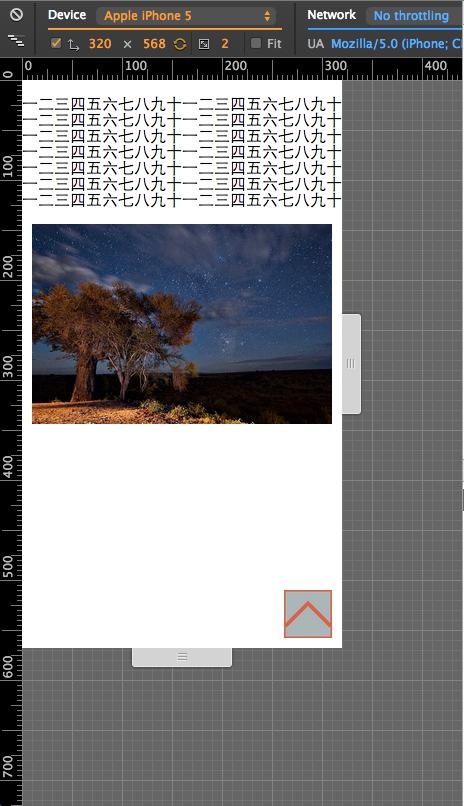 Device Apple iPhone 5 Network No throttling
320 × 568 2 Fit UA Mozilla/5.0 (iPhone; C
0 100 200 300 400
0
一二三四五六七八九十一二三四五六七八九十
一二三四五六七八九十一二三四五六七八九十
一二三四五六七八九十一二三四五六七八九十
一二三四五六七八九十一二三四五六七八九十
一二三四五六七八九十一二三四五六七八九十
一二三四五六七八九十一二三四五六七八九十
一二三四五六七八九十一二三四五六七八九十
100
200
300
400
500
600
700